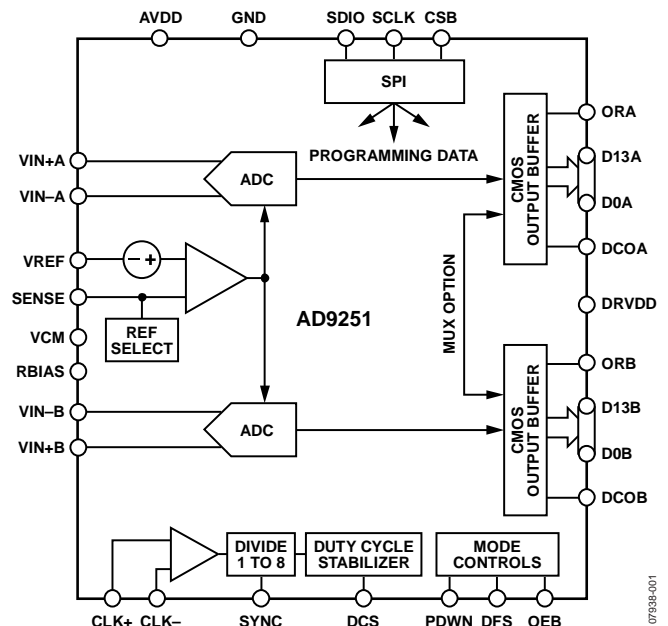 AVDD GND SDIO SCLK CSB
SPI
PROGRAMMING DATA
VIN+A
VIN–A
ADC
CMOS
OUTPUT BUFFER
ORA
D13A
D0A
DCOA
VREF
SENSE
VCM
RBIAS
– +
REF
SELECT
AD9251
MUX OPTION
DRVDD
VIN–B
VIN+B
ADC
CMOS
OUTPUT BUFFER
ORB
D13B
D0B
DCOB
DIVIDE
1 TO 8
DUTY CYCLE
STABILIZER
MODE
CONTROLS
CLK+ CLK– SYNC DCS PDWN DFS OEB
07938-001